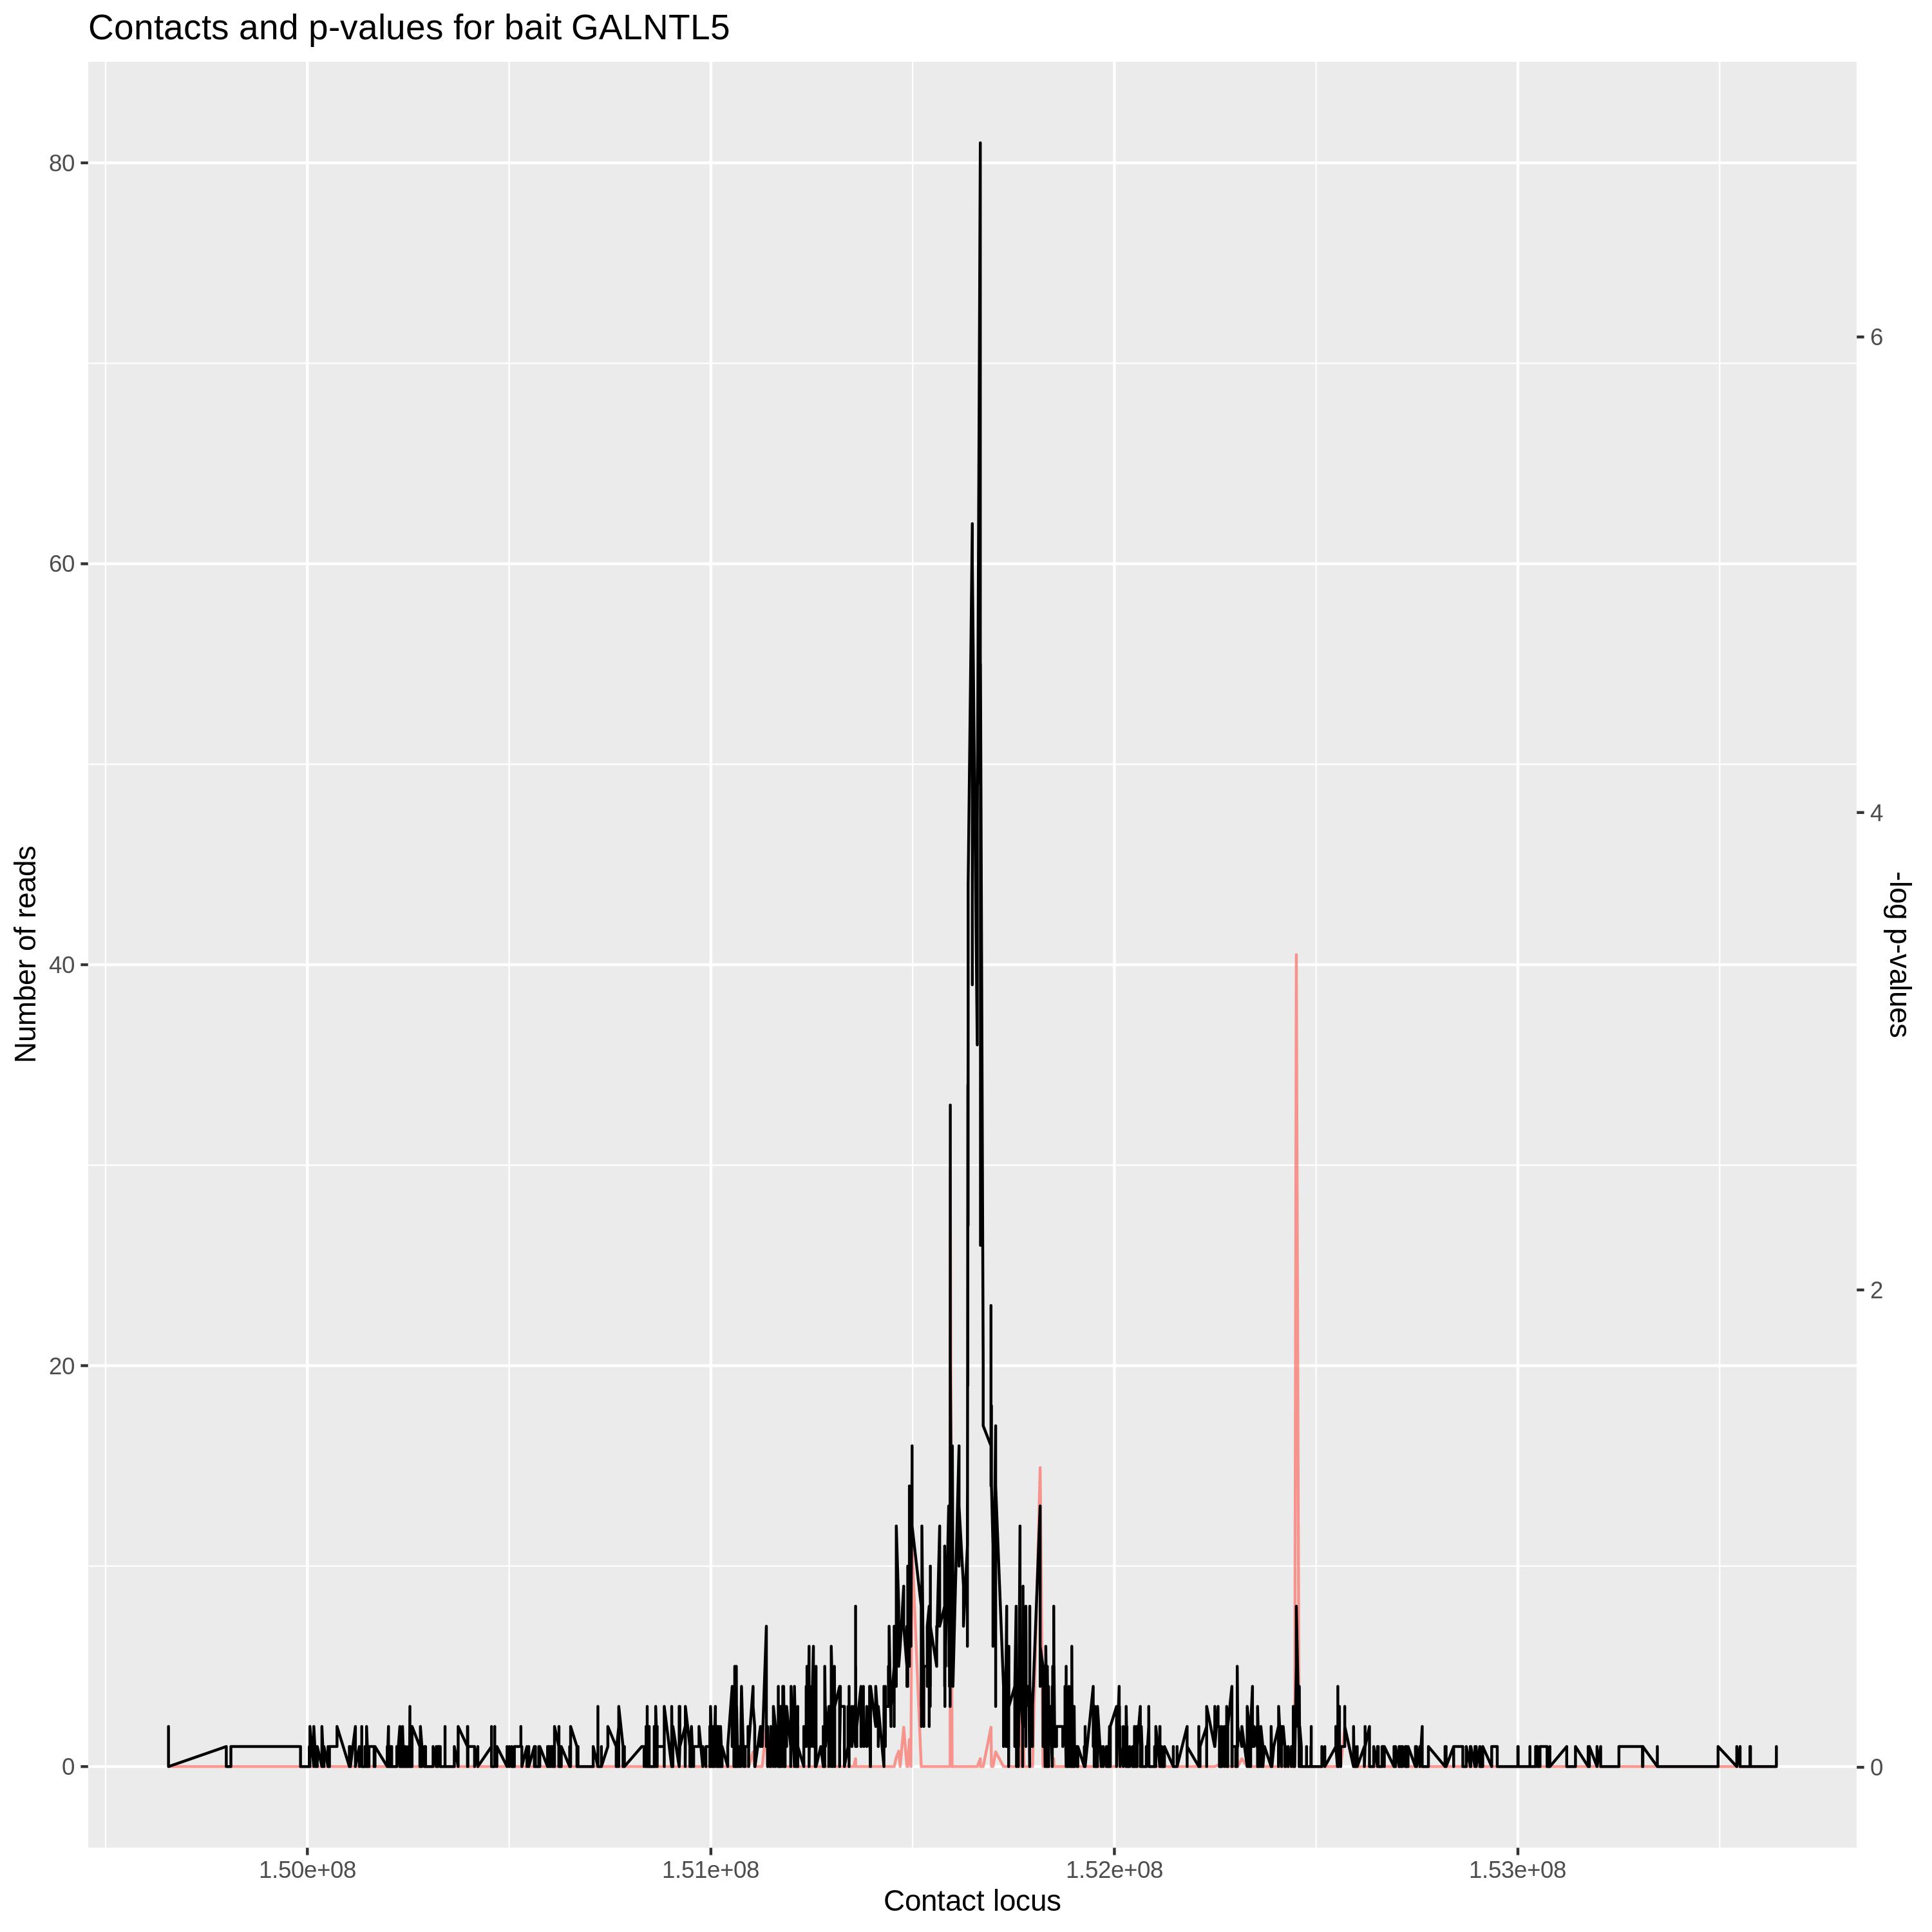 Contacts and p-values for bait GALNTL5
80
60
40
20
0
Number of reads
6
4
2
0
-log p-values
1.50e+08
1.51e+08
1.52e+08
1.53e+08
Contact locus